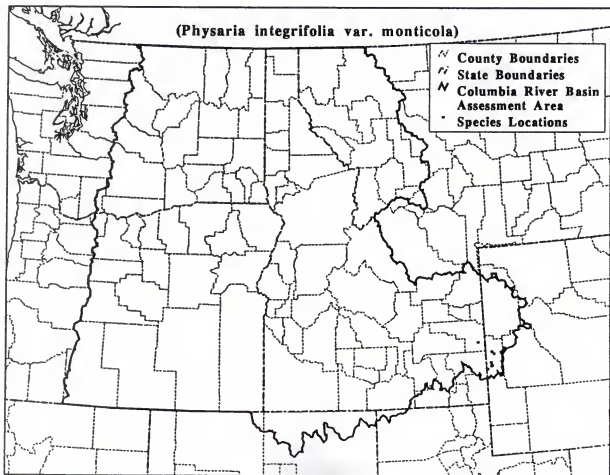 (Physaria integrifolia var. monticola)
County Boundaries
State Boundaries
Columbia River Basin
Assessment Area
Species Locations